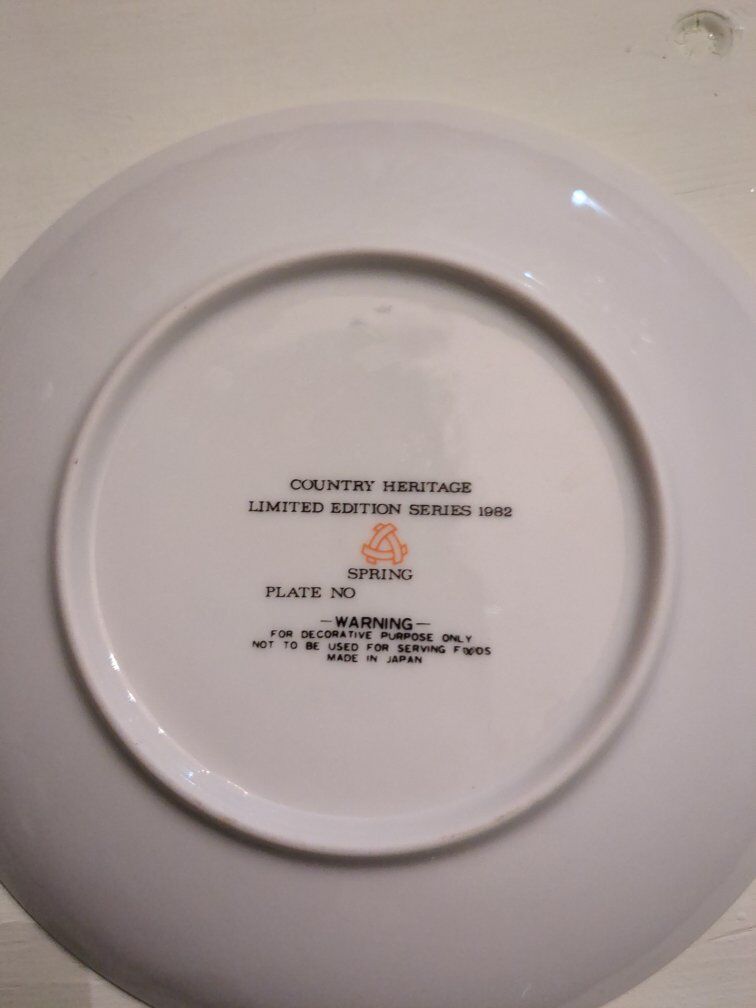 COUNTRY HERITAGE
LIMITED EDITION SERIES 1982
SPRING
PLATE NO
—WARNING—
FOR DECORATIVE PURPOSE ONLY
NOT TO BE USED FOR SERVING FOODS
MADE IN JAPAN